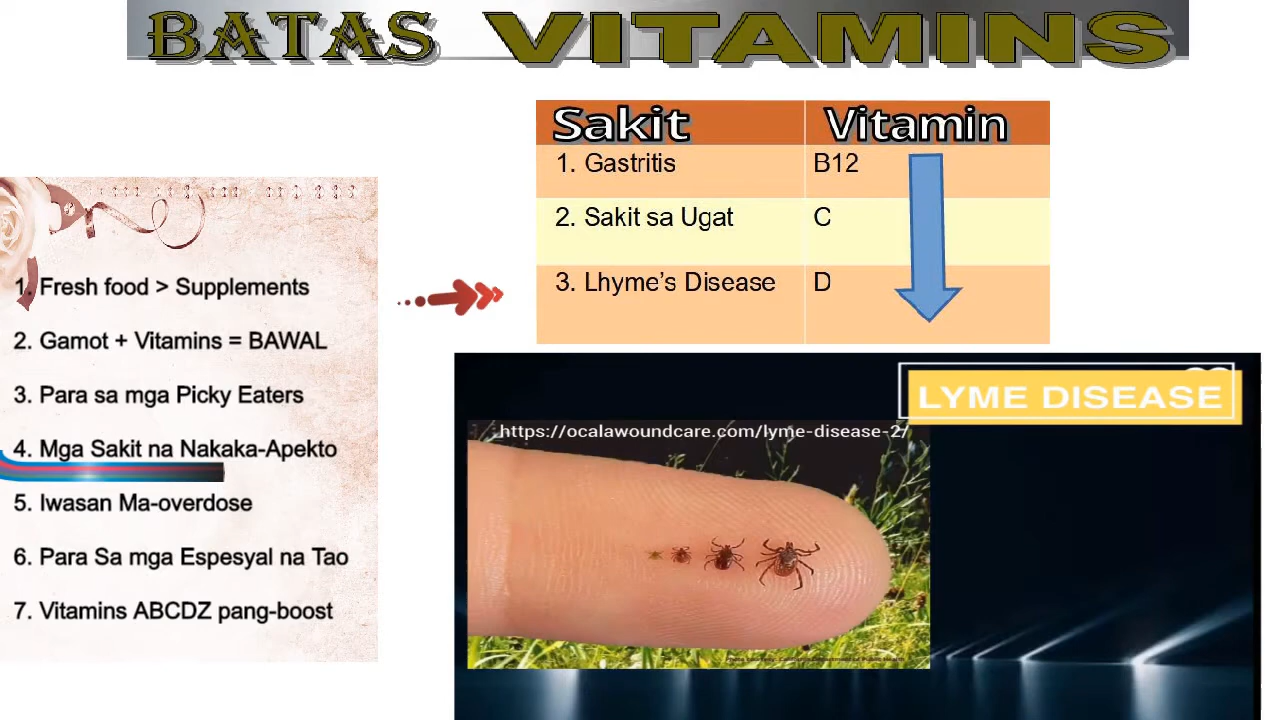 BATAS VITAMINS
Sakit Vitamin
1. Gastritis B12
2. Sakit sa Ugat C
3. Lhyme's Disease D
1. Fresh food > Supplements
2. Gamot + Vitamins = BAWAL
3. Para sa mga Picky Eaters
4. Mga Sakit na Nakaka-Apekto
5. Iwasan Ma-overdose
6. Para Sa mga Espesyal na Tao
7. Vitamins ABCDZ pang-boost
LYME DISEASE
https://ocalawoundcare.com/lyme-disease-2/